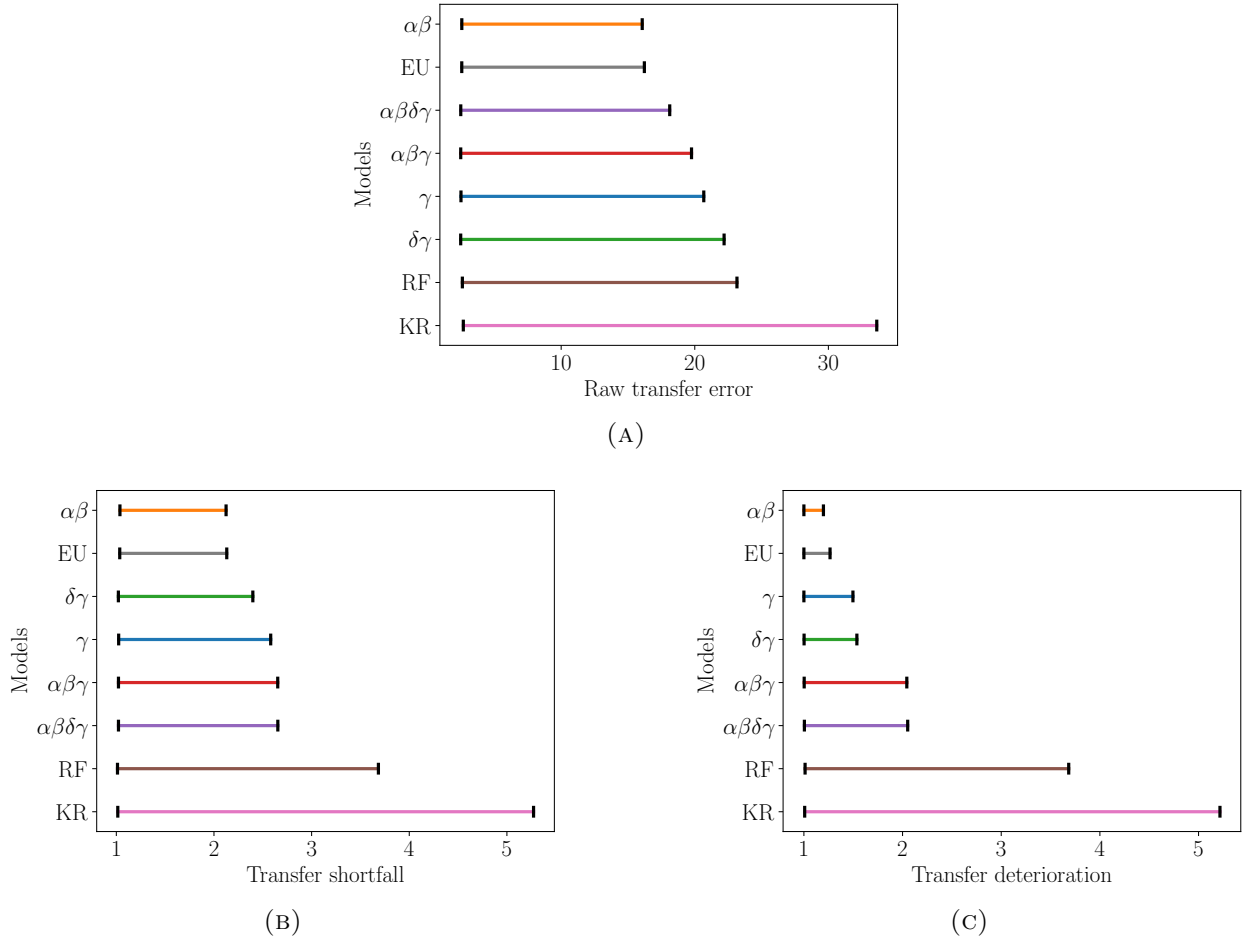 αβ
EU
αβδγ
αβγ
γ
δγ
RF
KR
Models
10 20 30
Raw transfer error
(A)
αβ
EU
δγ
γ
αβγ
αβδγ
RF
KR
Models
1 2 3 4 5
Transfer shortfall
(B)
αβ
EU
γ
δγ
αβγ
αβδγ
RF
KR
Models
1 2 3 4 5
Transfer deterioration
(C)